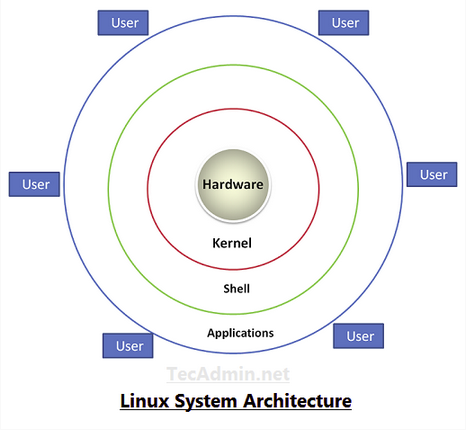 User
User
Hardware
User
User
Kernel
Shell
Applications
User
User
TecAdmin.net
Linux System Architecture